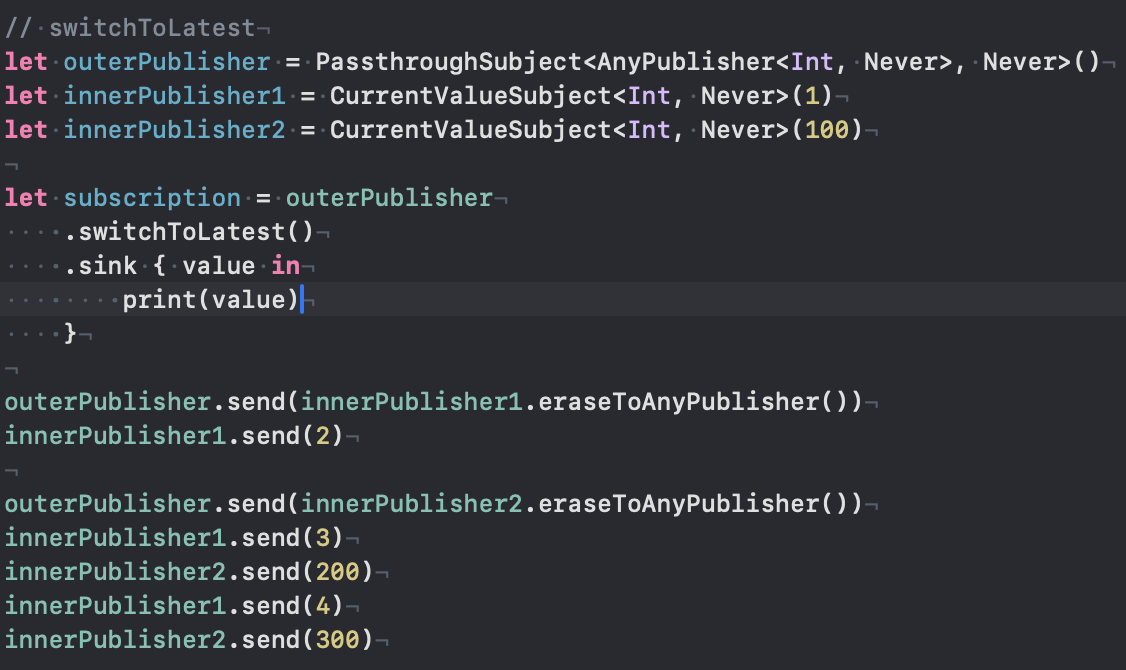 // switchToLatest
let outerPublisher = PassthroughSubject<AnyPublisher<Int, Never>, Never>()
let innerPublisher1 = CurrentValueSubject<Int, Never>(1)
let innerPublisher2 = CurrentValueSubject<Int, Never>(100)

let subscription = outerPublisher
    .switchToLatest()
    .sink { value in
        print(value)
    }

outerPublisher.send(innerPublisher1.eraseToAnyPublisher())
innerPublisher1.send(2)

outerPublisher.send(innerPublisher2.eraseToAnyPublisher())
innerPublisher1.send(3)
innerPublisher2.send(200)
innerPublisher1.send(4)
innerPublisher2.send(300)